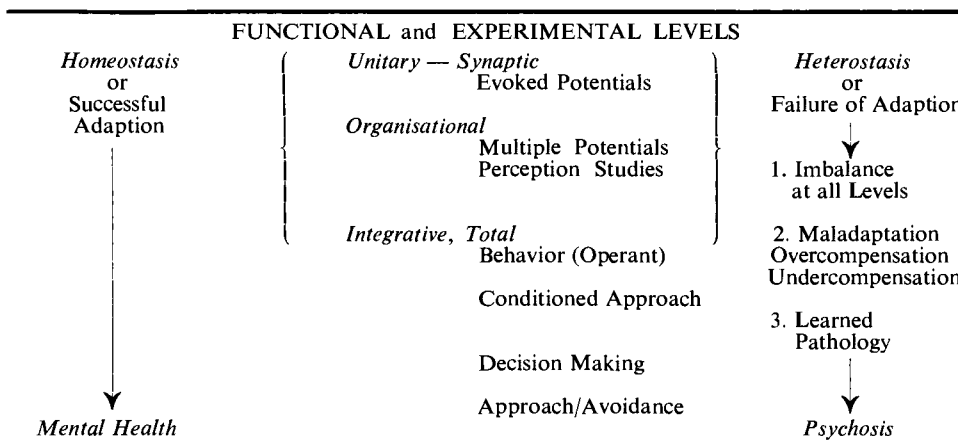 FUNCTIONAL and EXPERIMENTAL LEVELS
Homeostasis
or
Successful
Adaption
Mental Health
Unitary — Synaptic
Evoked Potentials
Organisational
Multiple Potentials
Perception Studies
Integrative, Total
Behavior (Operant)
Conditioned Approach
Decision Making
Approach/Avoidance
Heterostasis
or
Failure of Adaption
1. Imbalance
at all Levels
2. Maladaptation
Overcompensation
Undercompensation
3. Learned
Pathology
Psychosis